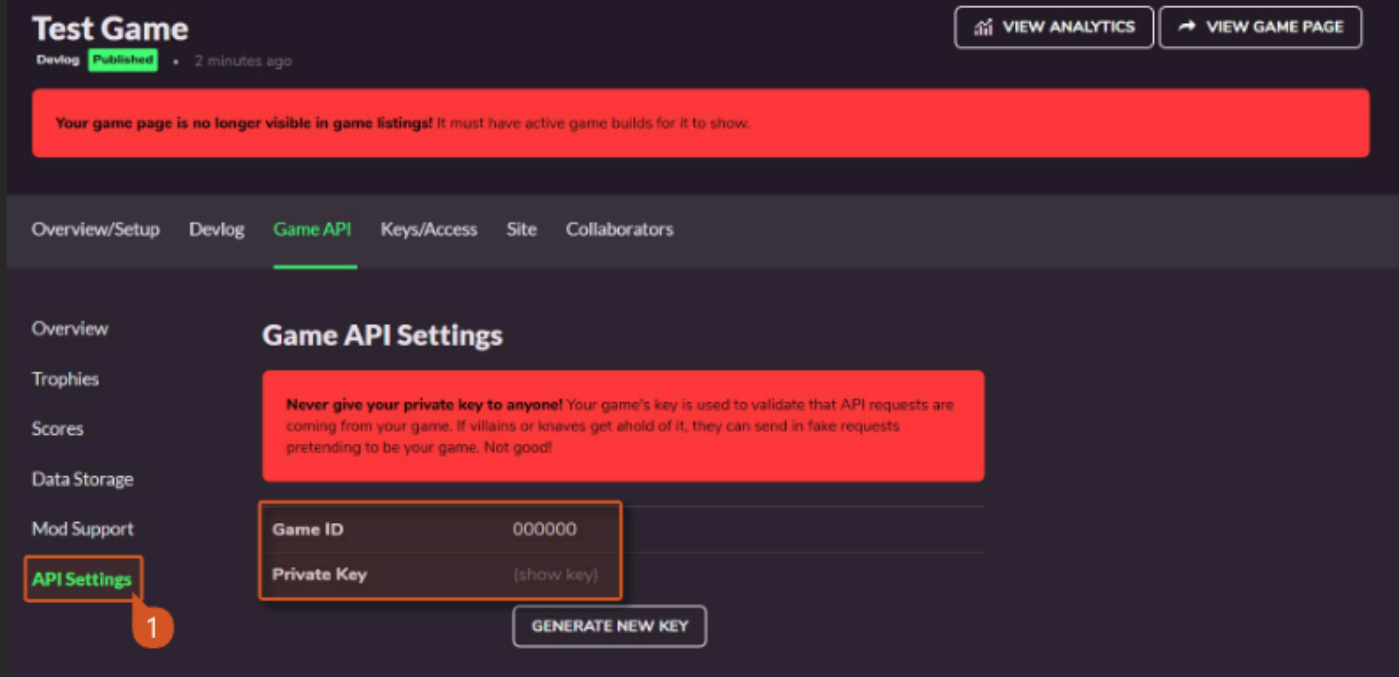 Test Game
VIEW ANALYTICS
VIEW GAME PAGE
Devlog Published • 2 minutes ago
Your game page is no longer visible in game listings! It must have active game builds for it to show.
Overview/Setup Devlog Game API Keys/Access Site Collaborators
Overview
Trophies
Scores
Data Storage
Mod Support
API Settings
1
Game API Settings
Never give your private key to anyone! Your game's key is used to validate that API requests are
coming from your game. If villains or knaves get ahold of it, they can send in fake requests
pretending to be your game. Not good!
Game ID 000000
Private Key (show key)
GENERATE NEW KEY